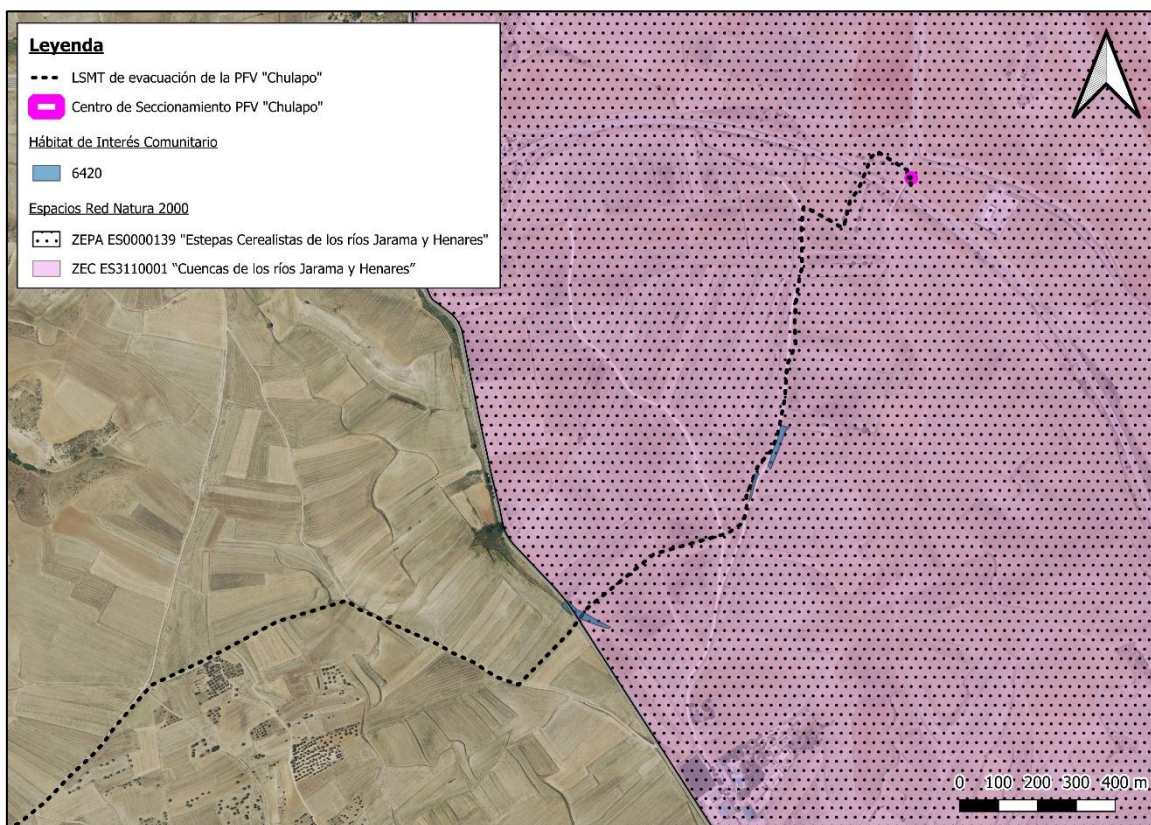 Leyenda
LSMT de evacuación de la PFV "Chulapo"
Centro de Seccionamiento PFV "Chulapo"
Hábitat de Interés Comunitario
6420
Espacios Red Natura 2000
ZEPA ES0000139 "Estepas Cerealistas de los ríos Jarama y Henares"
ZEC ES3110001 “Cuencas de los ríos Jarama y Henares”
0 100 200 300 400 m